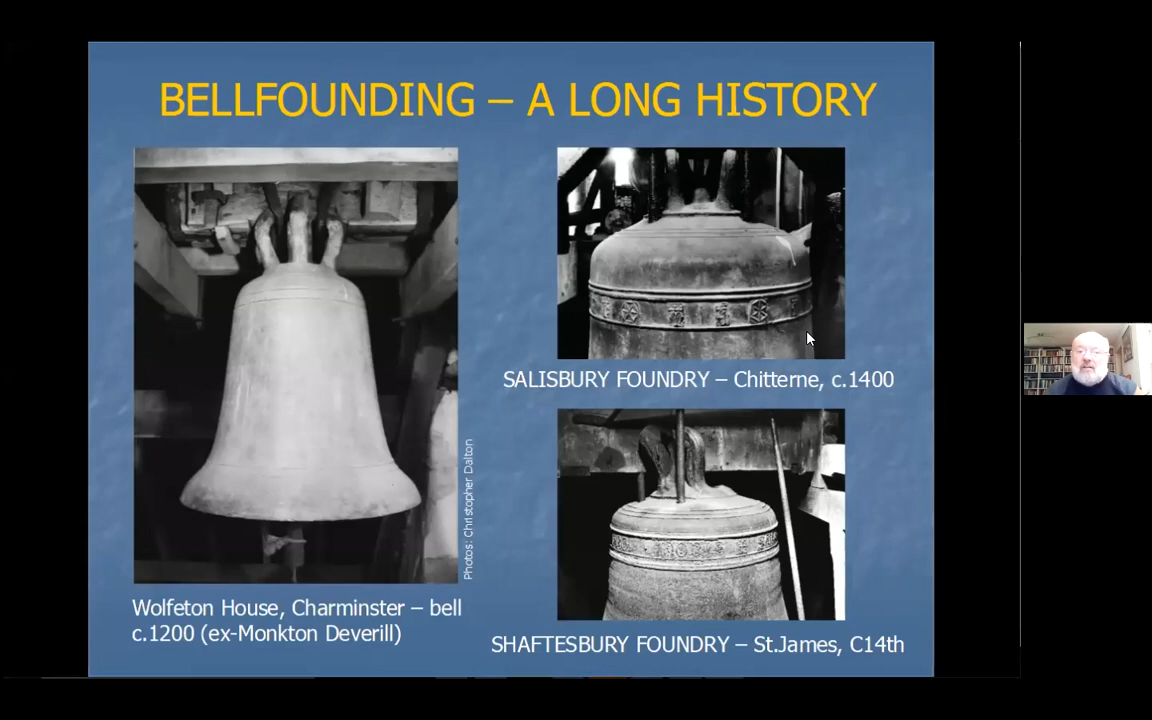 BELLFOUNDING – A LONG HISTORY
Photos: Christopher Dalton
Wolfeton House, Charminster – bell
c.1200 (ex-Monkton Deverill)
SALISBURY FOUNDRY – Chitterne, c.1400
SHAFTESBURY FOUNDRY – St.James, C14th